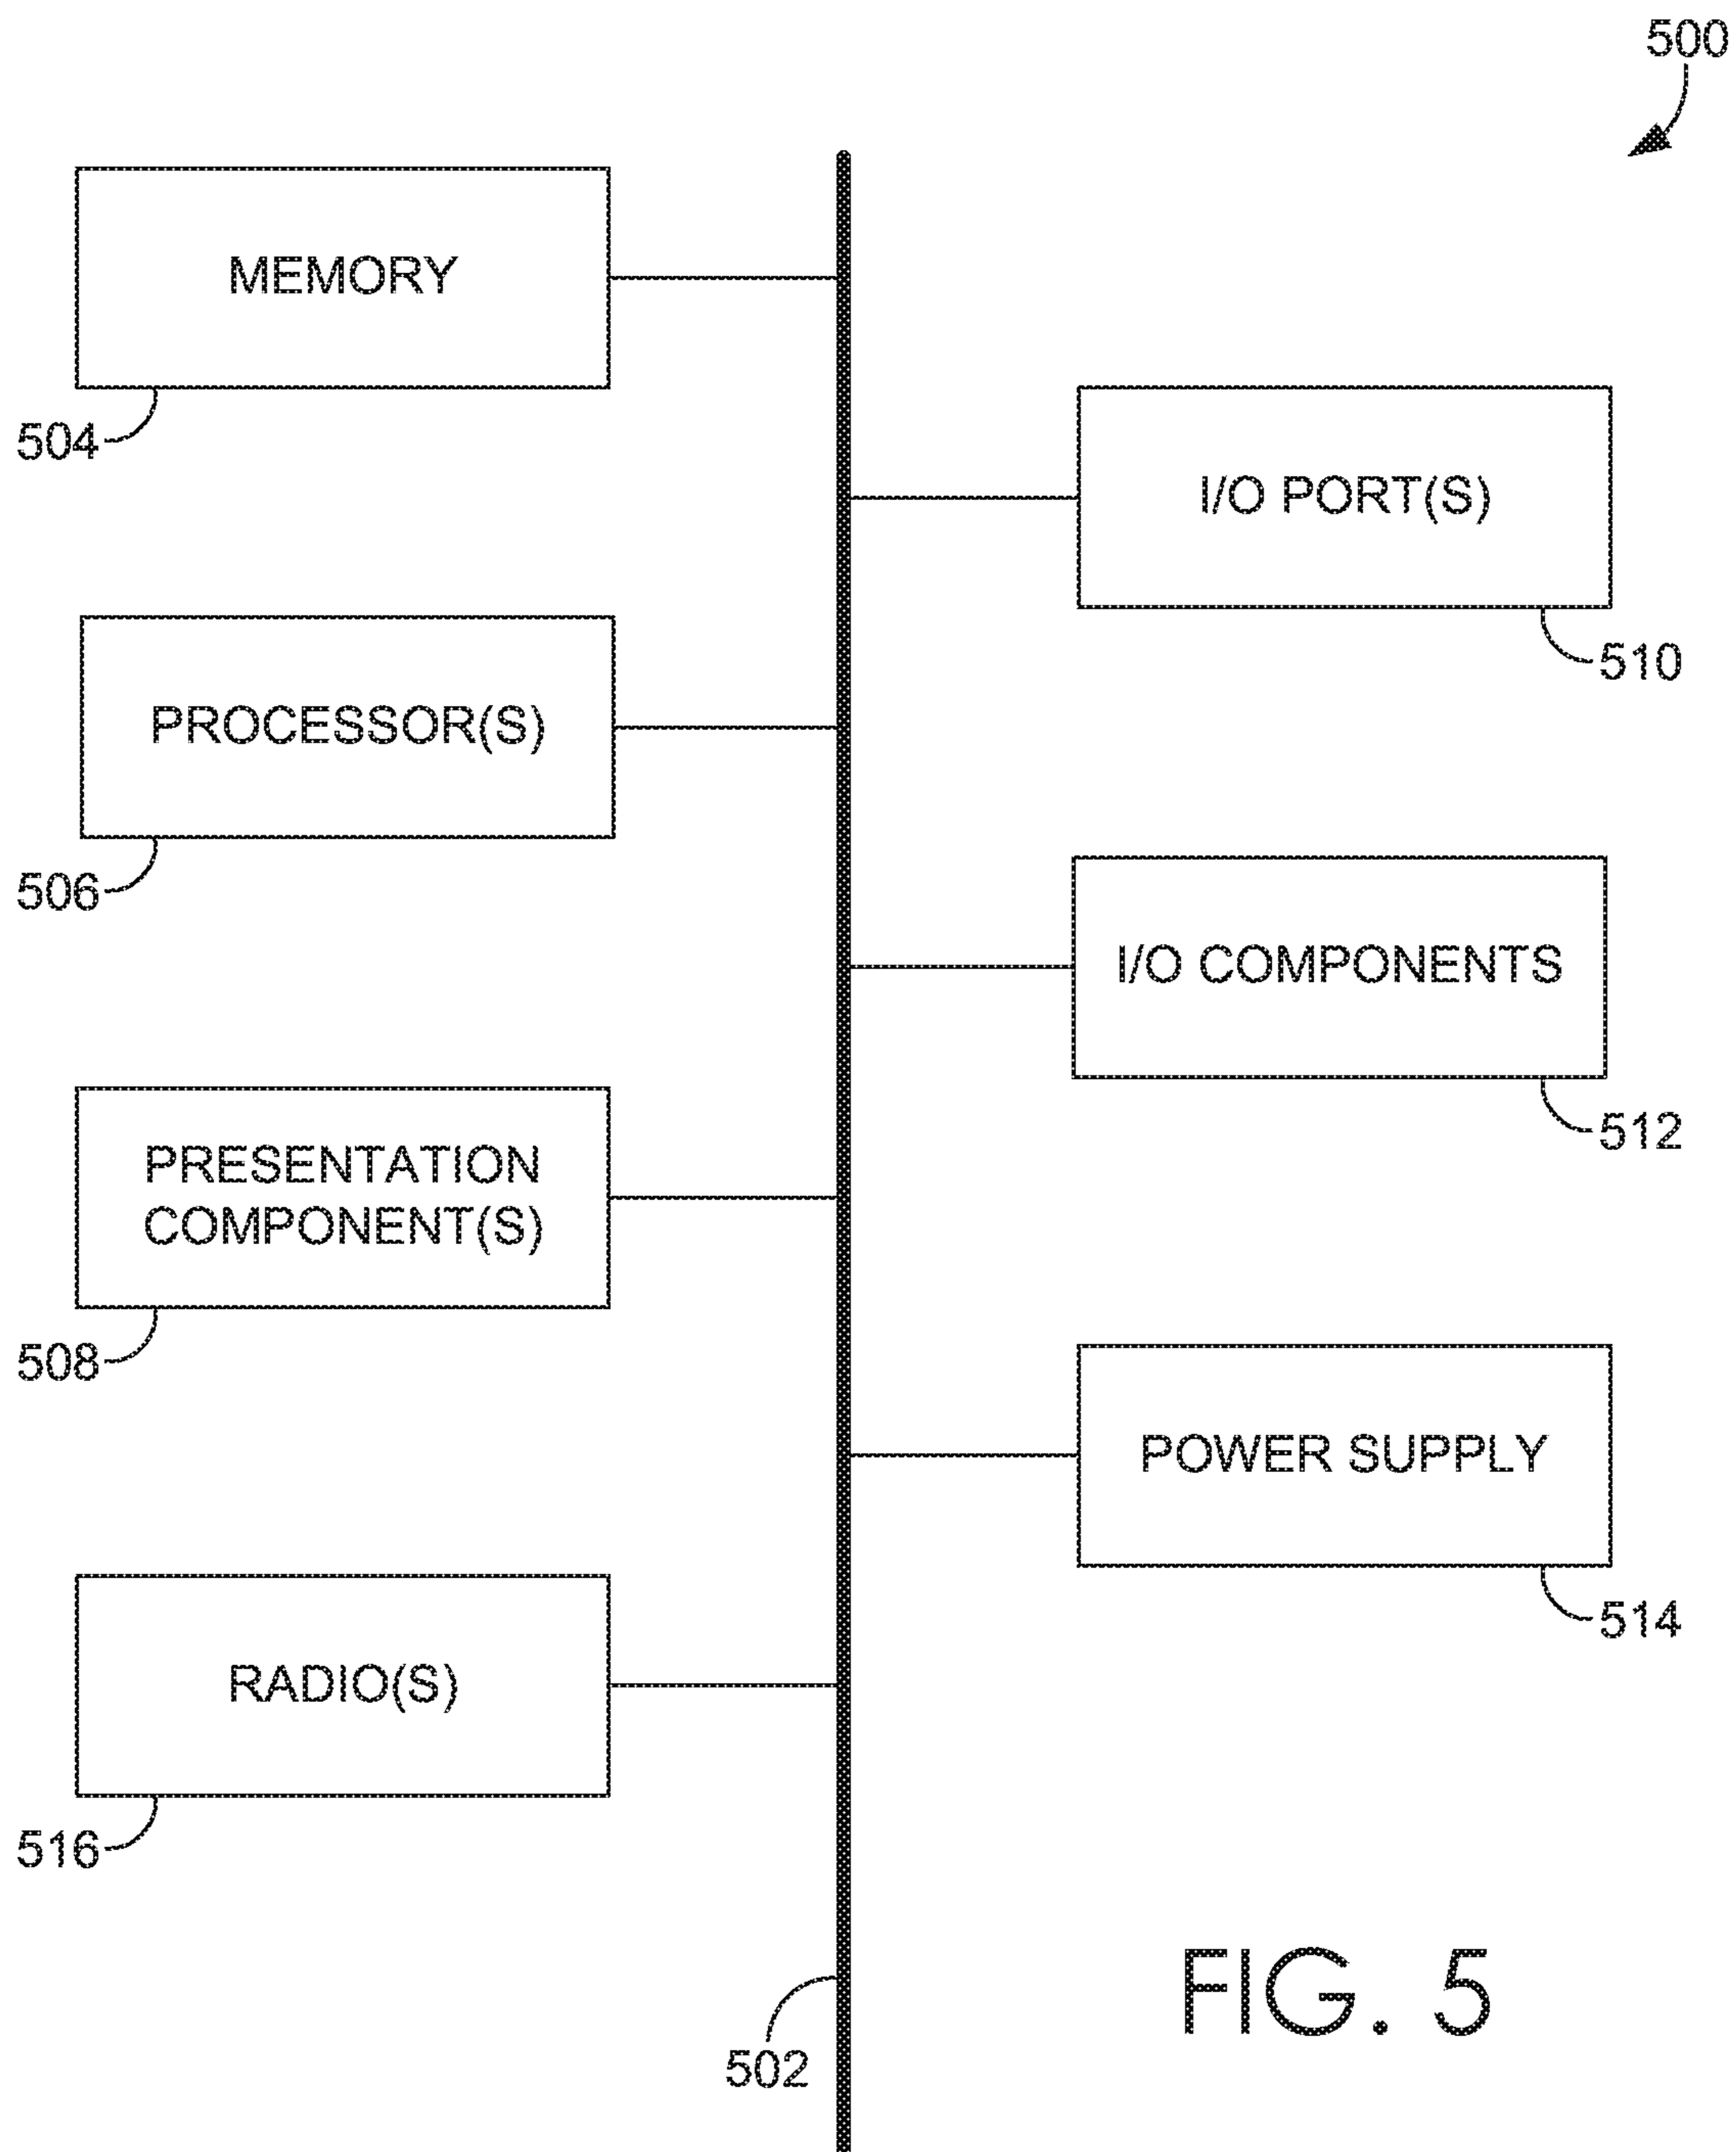 500
MEMORY
504
I/O PORT(S)
510
PROCESSOR(S)
506
I/O COMPONENTS
512
PRESENTATION
COMPONENT(S)
508
POWER SUPPLY
514
RADIO(S)
516
502
FIG. 5